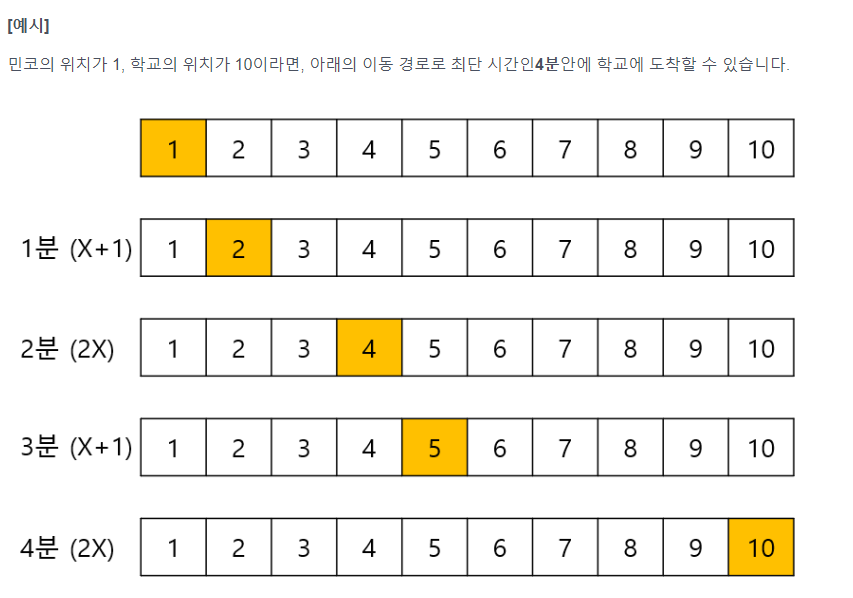 [예시]
민코의 위치가 1, 학교의 위치가 10이라면, 아래의 이동 경로로 최단 시간인4분안에 학교에 도착할 수 있습니다.
1 2 3 4 5 6 7 8 9 10
1분 (X+1) 1 2 3 4 5 6 7 8 9 10
2분 (2X) 1 2 3 4 5 6 7 8 9 10
3분 (X+1) 1 2 3 4 5 6 7 8 9 10
4분 (2X) 1 2 3 4 5 6 7 8 9 10